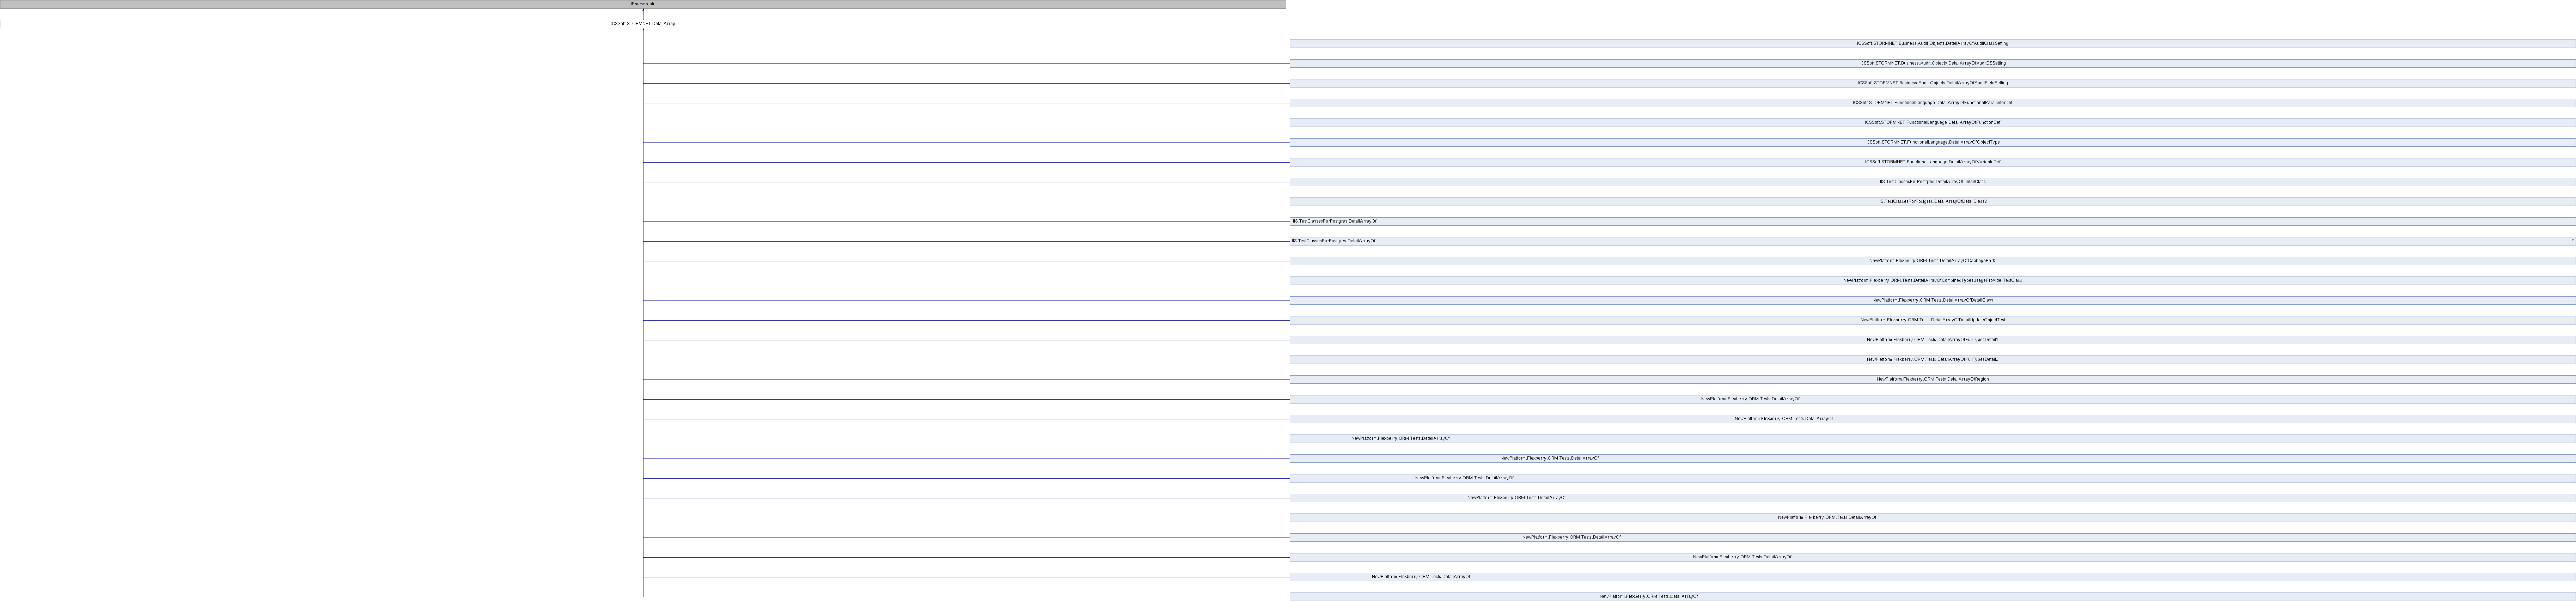 IEnumerable
ICSSoft.STORMNET.DetailArray
ICSSoft.STORMNET.Business.Audit.Objects.DetailArrayOfAuditClassSetting
ICSSoft.STORMNET.Business.Audit.Objects.DetailArrayOfAuditDSSetting
ICSSoft.STORMNET.Business.Audit.Objects.DetailArrayOfAuditFieldSetting
ICSSoft.STORMNET.FunctionalLanguage.DetailArrayOfFunctionalParameterDef
ICSSoft.STORMNET.FunctionalLanguage.DetailArrayOfFunctionDef
ICSSoft.STORMNET.FunctionalLanguage.DetailArrayOfObjectType
ICSSoft.STORMNET.FunctionalLanguage.DetailArrayOfVariableDef
IIS.TestClassesForPostgres.DetailArrayOfDetailClass
IIS.TestClassesForPostgres.DetailArrayOfDetailClass2
IIS.TestClassesForPostgres.DetailArrayOf
IIS.TestClassesForPostgres.DetailArrayOf 2
NewPlatform.Flexberry.ORM.Tests.DetailArrayOfCabbagePart2
NewPlatform.Flexberry.ORM.Tests.DetailArrayOfCombinedTypesUsageProviderTestClass
NewPlatform.Flexberry.ORM.Tests.DetailArrayOfDetailClass
NewPlatform.Flexberry.ORM.Tests.DetailArrayOfDetailUpdateObjectTest
NewPlatform.Flexberry.ORM.Tests.DetailArrayOfFullTypesDetail1
NewPlatform.Flexberry.ORM.Tests.DetailArrayOfFullTypesDetail2
NewPlatform.Flexberry.ORM.Tests.DetailArrayOfRegion
NewPlatform.Flexberry.ORM.Tests.DetailArrayOf
NewPlatform.Flexberry.ORM.Tests.DetailArrayOf
NewPlatform.Flexberry.ORM.Tests.DetailArrayOf
NewPlatform.Flexberry.ORM.Tests.DetailArrayOf
NewPlatform.Flexberry.ORM.Tests.DetailArrayOf
NewPlatform.Flexberry.ORM.Tests.DetailArrayOf
NewPlatform.Flexberry.ORM.Tests.DetailArrayOf
NewPlatform.Flexberry.ORM.Tests.DetailArrayOf
NewPlatform.Flexberry.ORM.Tests.DetailArrayOf
NewPlatform.Flexberry.ORM.Tests.DetailArrayOf
NewPlatform.Flexberry.ORM.Tests.DetailArrayOf